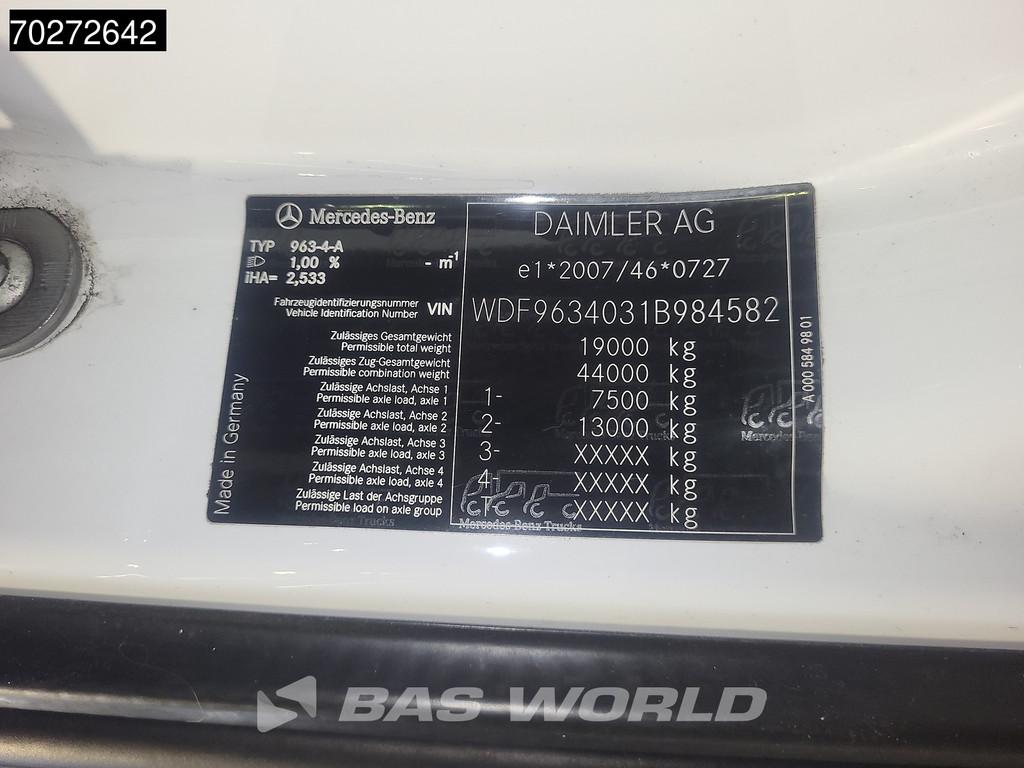 70272642
Mercedes-Benz
DAIMLER AG
TYP 963-4-A
1,00 % - m⁻¹
iHA= 2,533
e1*2007/46*0727
Fahrzeugidentifizierungsnummer
Vehicle Identification Number VIN WDF9634031B984582
Zulässiges Gesamtgewicht
Permissible total weight 19000 kg
Zulässiges Zug-Gesamtgewicht
Permissible combination weight 44000 kg
Zulässige Achslast, Achse 1
Permissible axle load, axle 1 1- 7500 kg
Zulässige Achslast, Achse 2
Permissible axle load, axle 2 2- 13000 kg
Zulässige Achslast, Achse 3
Permissible axle load, axle 3 3- XXXXX kg
Zulässige Achslast, Achse 4
Permissible axle load, axle 4 4- XXXXX kg
Zulässige Last der Achsgruppe
Permissible load on axle group T- XXXXX kg
Mercedes-Benz Trucks
Made in Germany
A 000 584 98 01
BAS WORLD